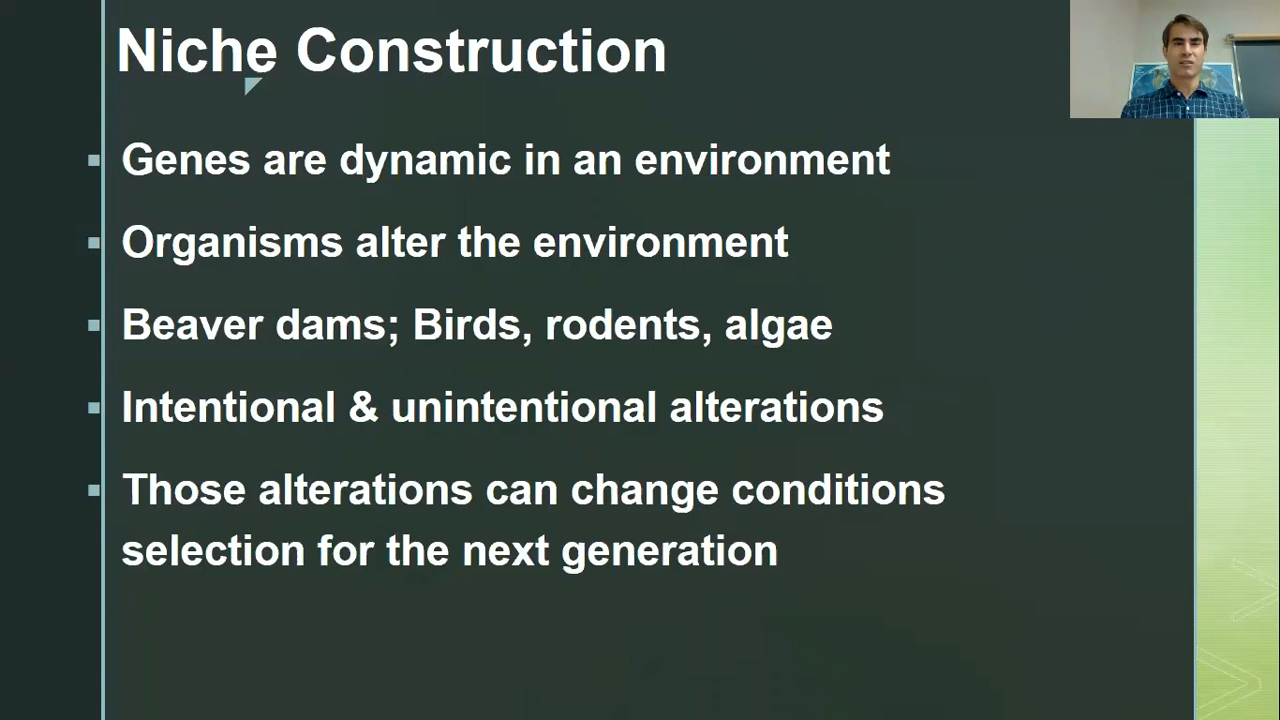 Niche Construction
Genes are dynamic in an environment
Organisms alter the environment
Beaver dams; Birds, rodents, algae
Intentional & unintentional alterations
Those alterations can change conditions
selection for the next generation